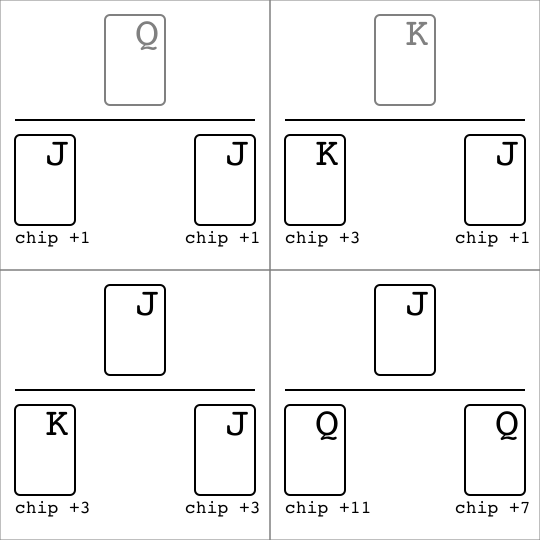 Q
J J
chip +1 chip +1
K
K J
chip +3 chip +1
J
K J
chip +3 chip +3
J
Q Q
chip +11 chip +7